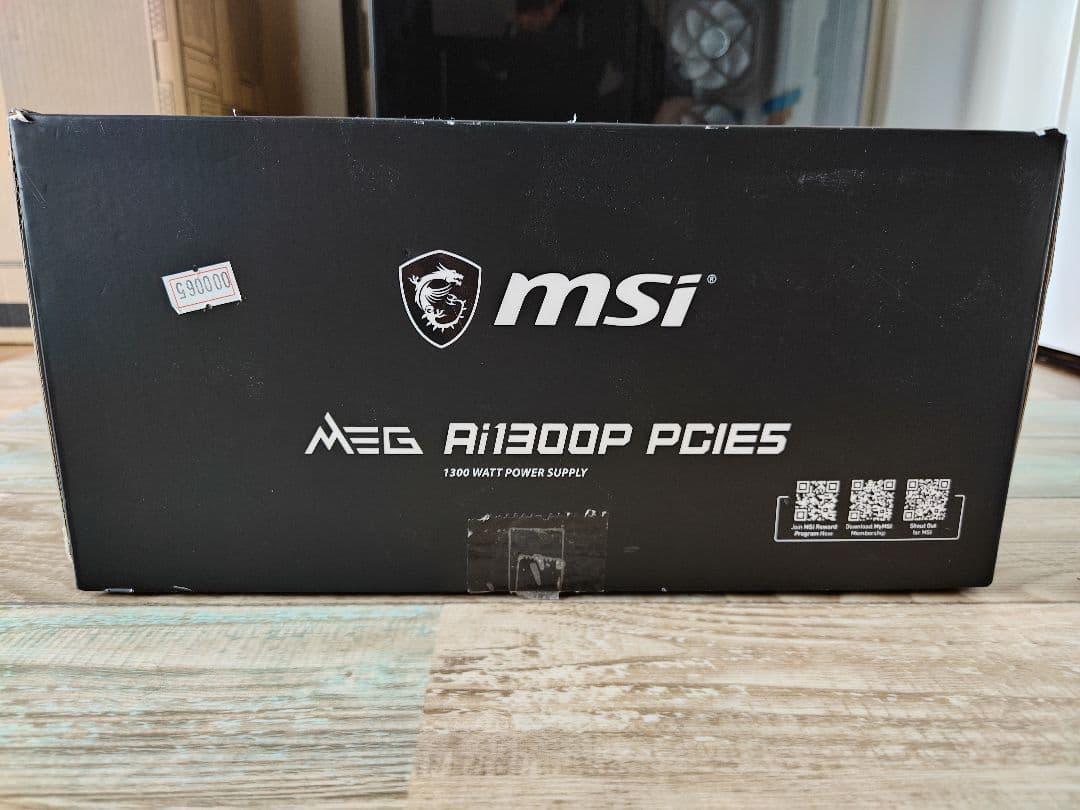 000065
msi®
MEG Ai1300P PCIE5
1300 WATT POWER SUPPLY
Join MSI Reward Program Now
Download MyMSI Membership
Shout Out for MSI